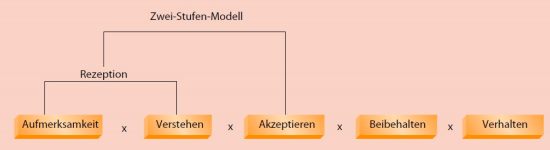 Zwei-Stufen-Modell
Rezeption
Aufmerksamkeit x Verstehen x Akzeptieren x Beibehalten x Verhalten